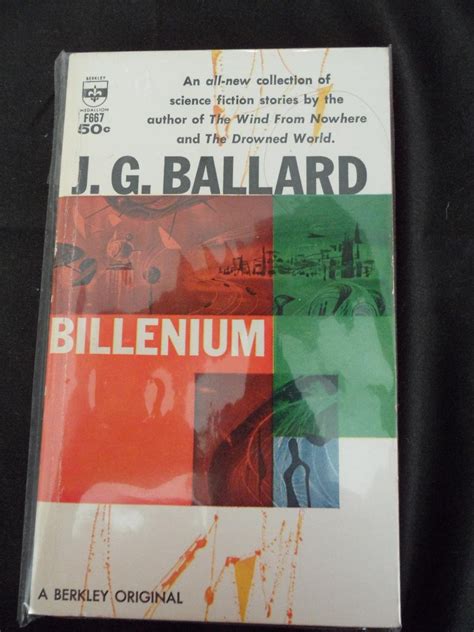 BERKLEY
MEDALLION
F667
50c
An all-new collection of
science fiction stories by the
author of The Wind From Nowhere
and The Drowned World.
J. G. BALLARD
BILLENIUM
A BERKLEY ORIGINAL